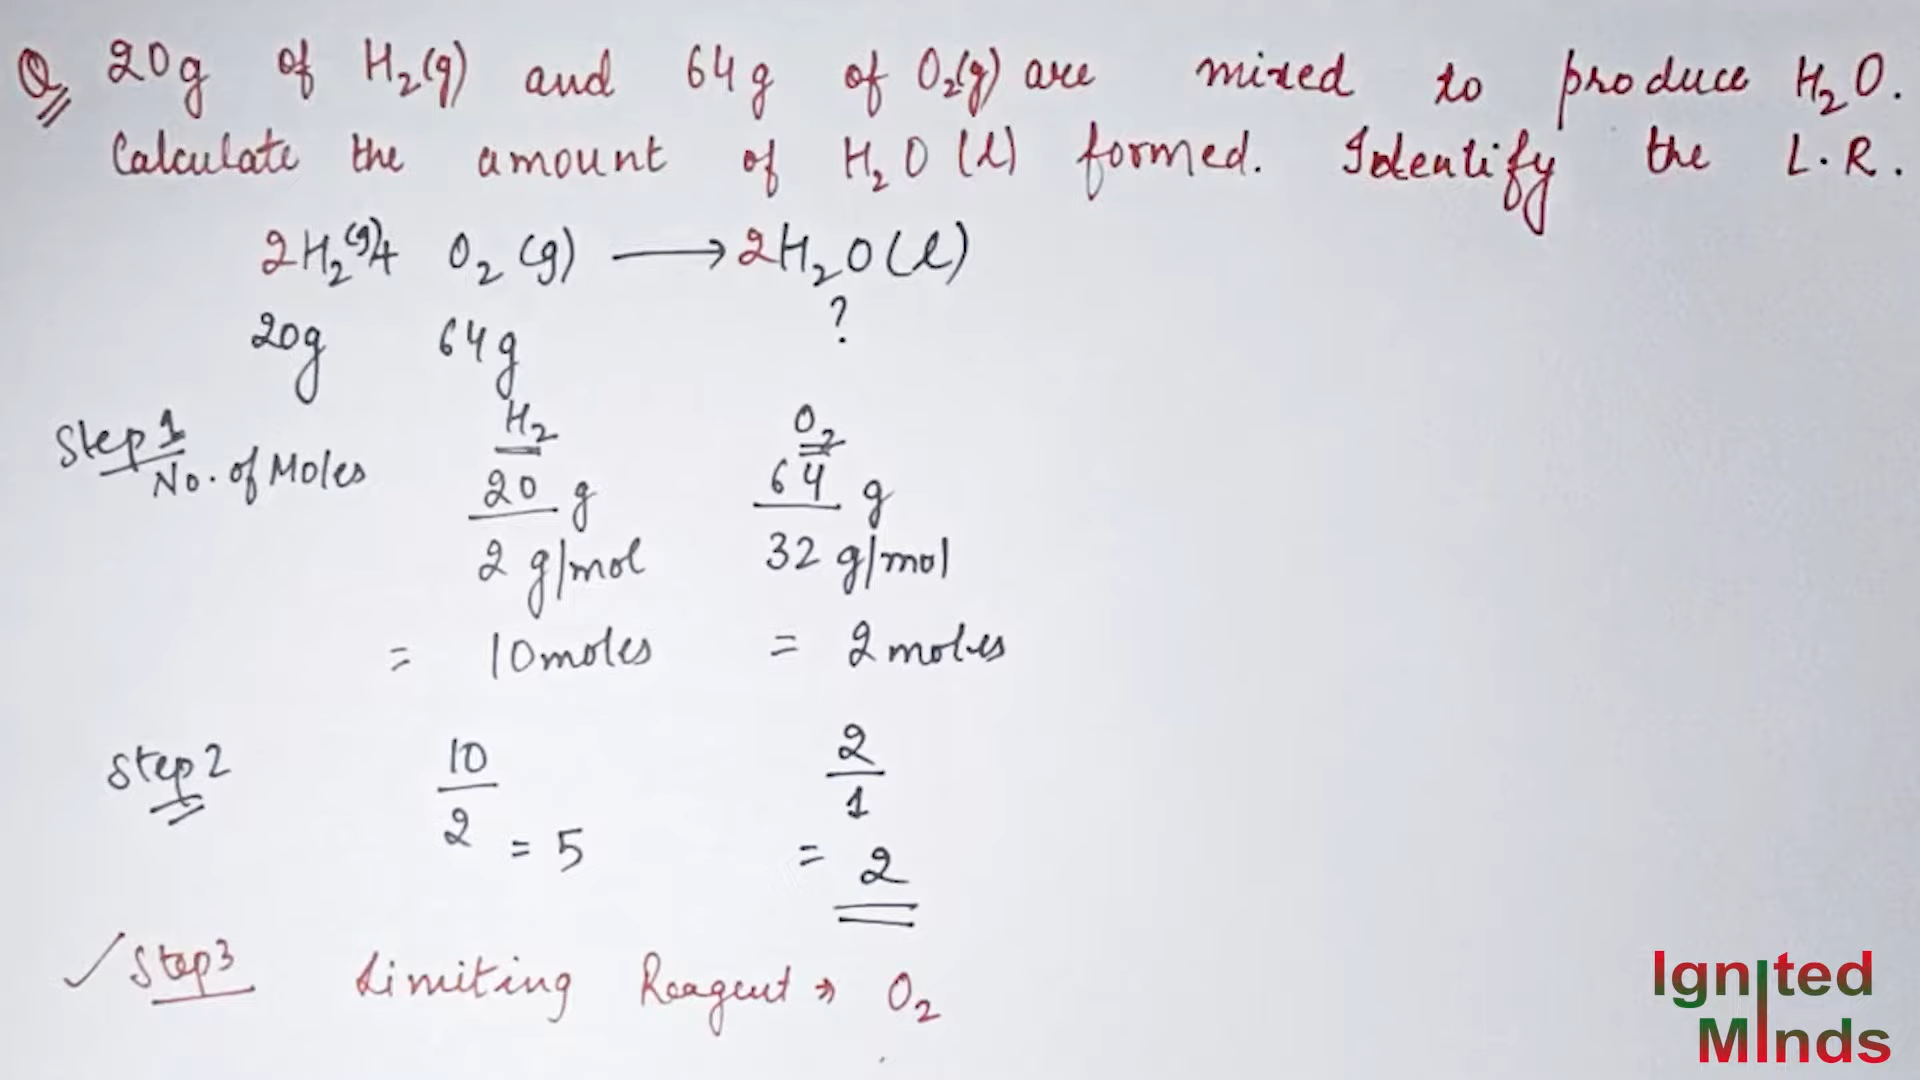 Q 20g of H₂(g) and 64g of O₂(g) are mixed to produce H₂O.
Calculate the amount of H₂O (l) formed. Identify the L.R.
2H₂(g) + O₂ (g) ⟶ 2H₂O(l)
20g 64g ?
Step 1 H₂ O₂
No. of Moles 20 g 64 g
2 g/mol 32 g/mol
= 10 moles = 2 moles
Step 2 10 2
2 = 5 1
= 2
✓ Step 3 Limiting Reagent → O₂
Ignited
Minds